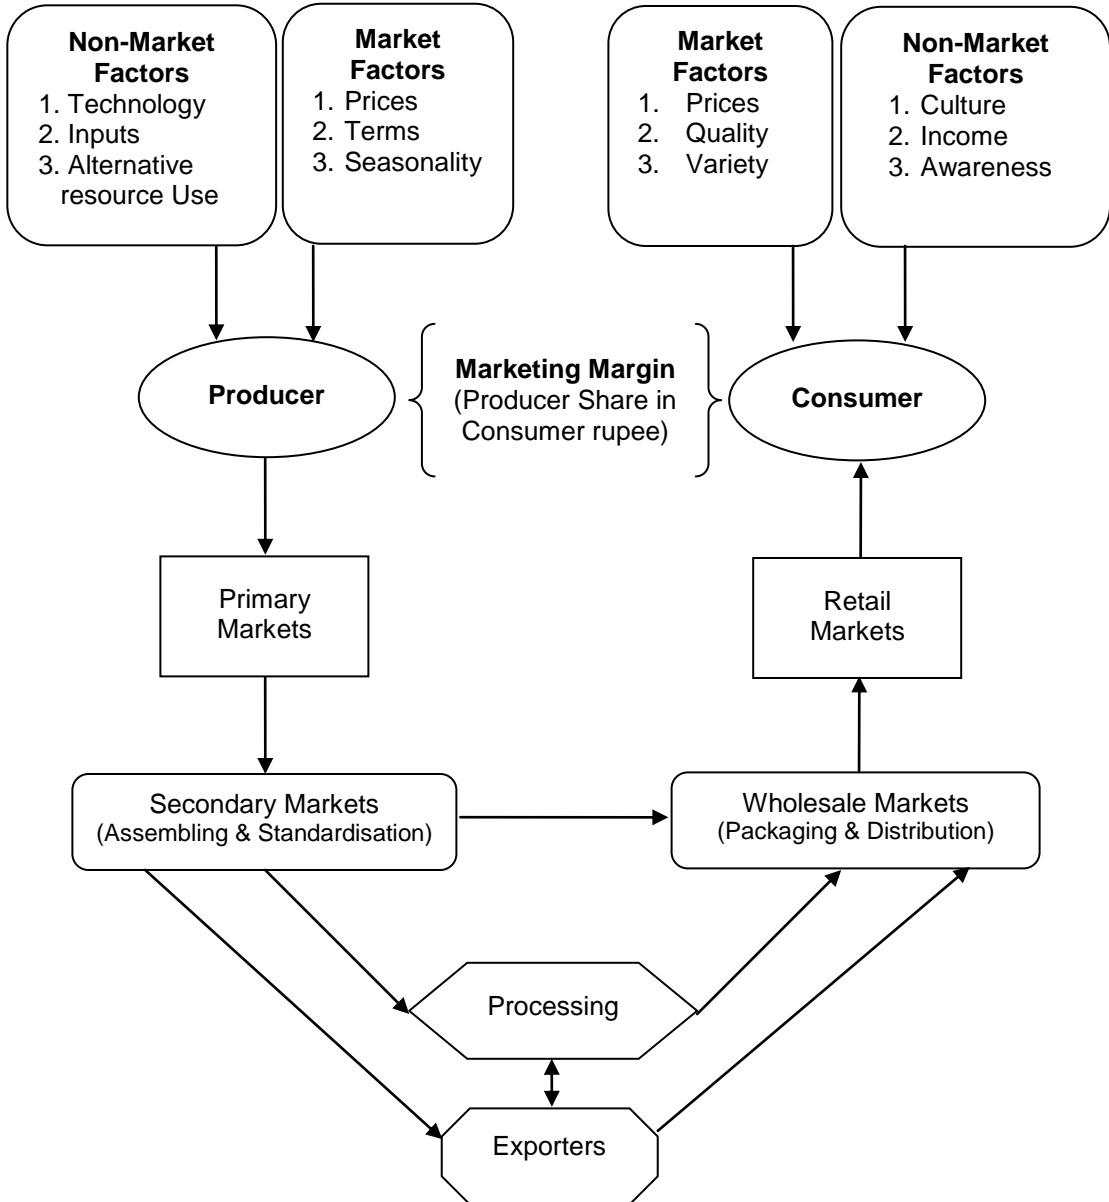 Non-Market
Factors
1. Technology
2. Inputs
3. Alternative
resource Use
Market
Factors
1. Prices
2. Terms
3. Seasonality
Market
Factors
1. Prices
2. Quality
3. Variety
Non-Market
Factors
1. Culture
2. Income
3. Awareness
Producer
Marketing Margin
(Producer Share in
Consumer rupee)
Consumer
Primary
Markets
Retail
Markets
Secondary Markets
(Assembling & Standardisation)
Wholesale Markets
(Packaging & Distribution)
Processing
Exporters